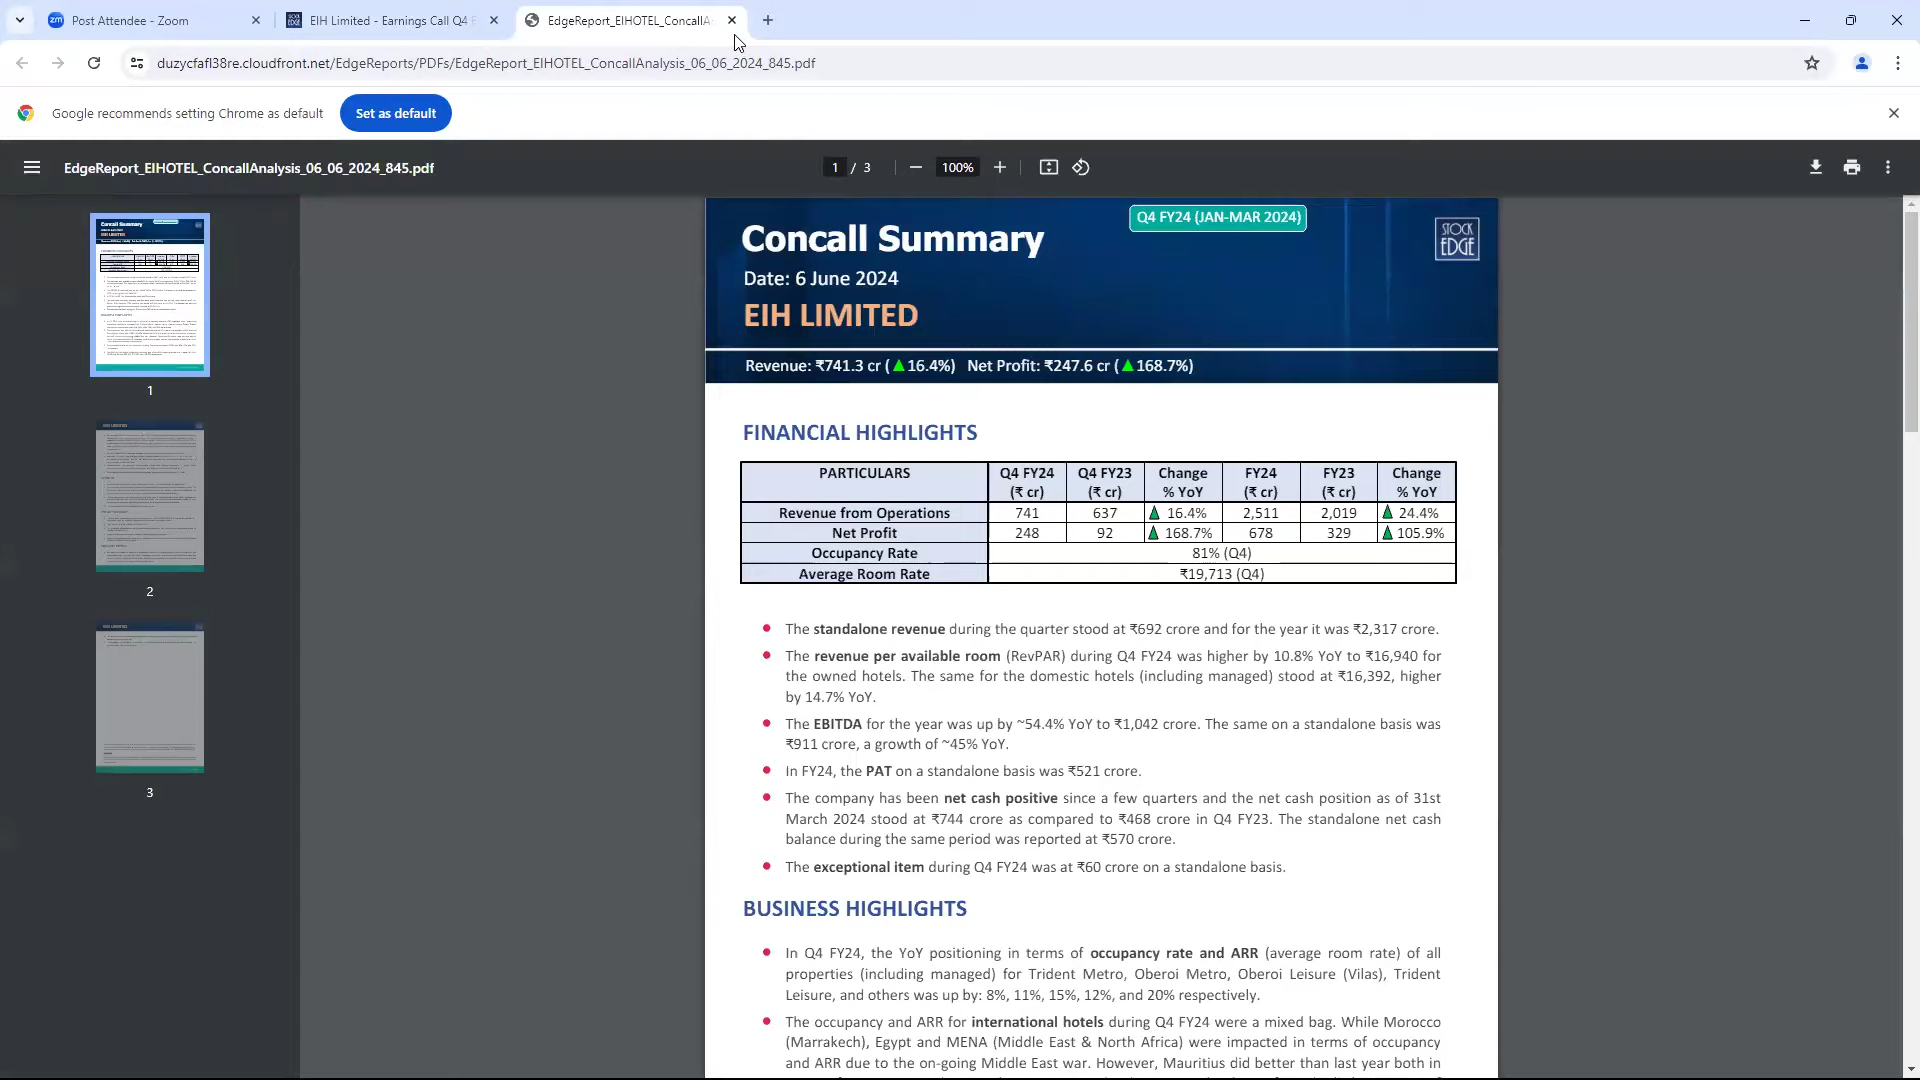 Post Attendee - Zoom
EIH Limited - Earnings Call Q4
EdgeReport_EIHOTEL_ConcallA
duzycfafl38re.cloudfront.net/EdgeReports/PDFs/EdgeReport_EIHOTEL_ConcallAnalysis_06_06_2024_845.pdf
Google recommends setting Chrome as default
Set as default
EdgeReport_EIHOTEL_ConcallAnalysis_06_06_2024_845.pdf
1 / 3
100%
1
2
3
Q4 FY24 (JAN-MAR 2024)
STOCK
EDGE
Concall Summary
Date: 6 June 2024
EIH LIMITED
Revenue: ₹741.3 cr (▲16.4%) Net Profit: ₹247.6 cr (▲168.7%)
FINANCIAL HIGHLIGHTS
PARTICULARS Q4 FY24 (₹ cr) Q4 FY23 (₹ cr) Change % YoY FY24 (₹ cr) FY23 (₹ cr) Change % YoY
Revenue from Operations 741 637 ▲ 16.4% 2,511 2,019 ▲ 24.4%
Net Profit 248 92 ▲ 168.7% 678 329 ▲ 105.9%
Occupancy Rate 81% (Q4)
Average Room Rate ₹19,713 (Q4)
• The standalone revenue during the quarter stood at ₹692 crore and for the year it was ₹2,317 crore.
• The revenue per available room (RevPAR) during Q4 FY24 was higher by 10.8% YoY to ₹16,940 for
the owned hotels. The same for the domestic hotels (including managed) stood at ₹16,392, higher
by 14.7% YoY.
• The EBITDA for the year was up by ~54.4% YoY to ₹1,042 crore. The same on a standalone basis was
₹911 crore, a growth of ~45% YoY.
• In FY24, the PAT on a standalone basis was ₹521 crore.
• The company has been net cash positive since a few quarters and the net cash position as of 31st
March 2024 stood at ₹744 crore as compared to ₹468 crore in Q4 FY23. The standalone net cash
balance during the same period was reported at ₹570 crore.
• The exceptional item during Q4 FY24 was at ₹60 crore on a standalone basis.
BUSINESS HIGHLIGHTS
• In Q4 FY24, the YoY positioning in terms of occupancy rate and ARR (average room rate) of all
properties (including managed) for Trident Metro, Oberoi Metro, Oberoi Leisure (Vilas), Trident
Leisure, and others was up by: 8%, 11%, 15%, 12%, and 20% respectively.
• The occupancy and ARR for international hotels during Q4 FY24 were a mixed bag. While Morocco
(Marrakech), Egypt and MENA (Middle East & North Africa) were impacted in terms of occupancy
and ARR due to the on-going Middle East war. However, Mauritius did better than last year both in